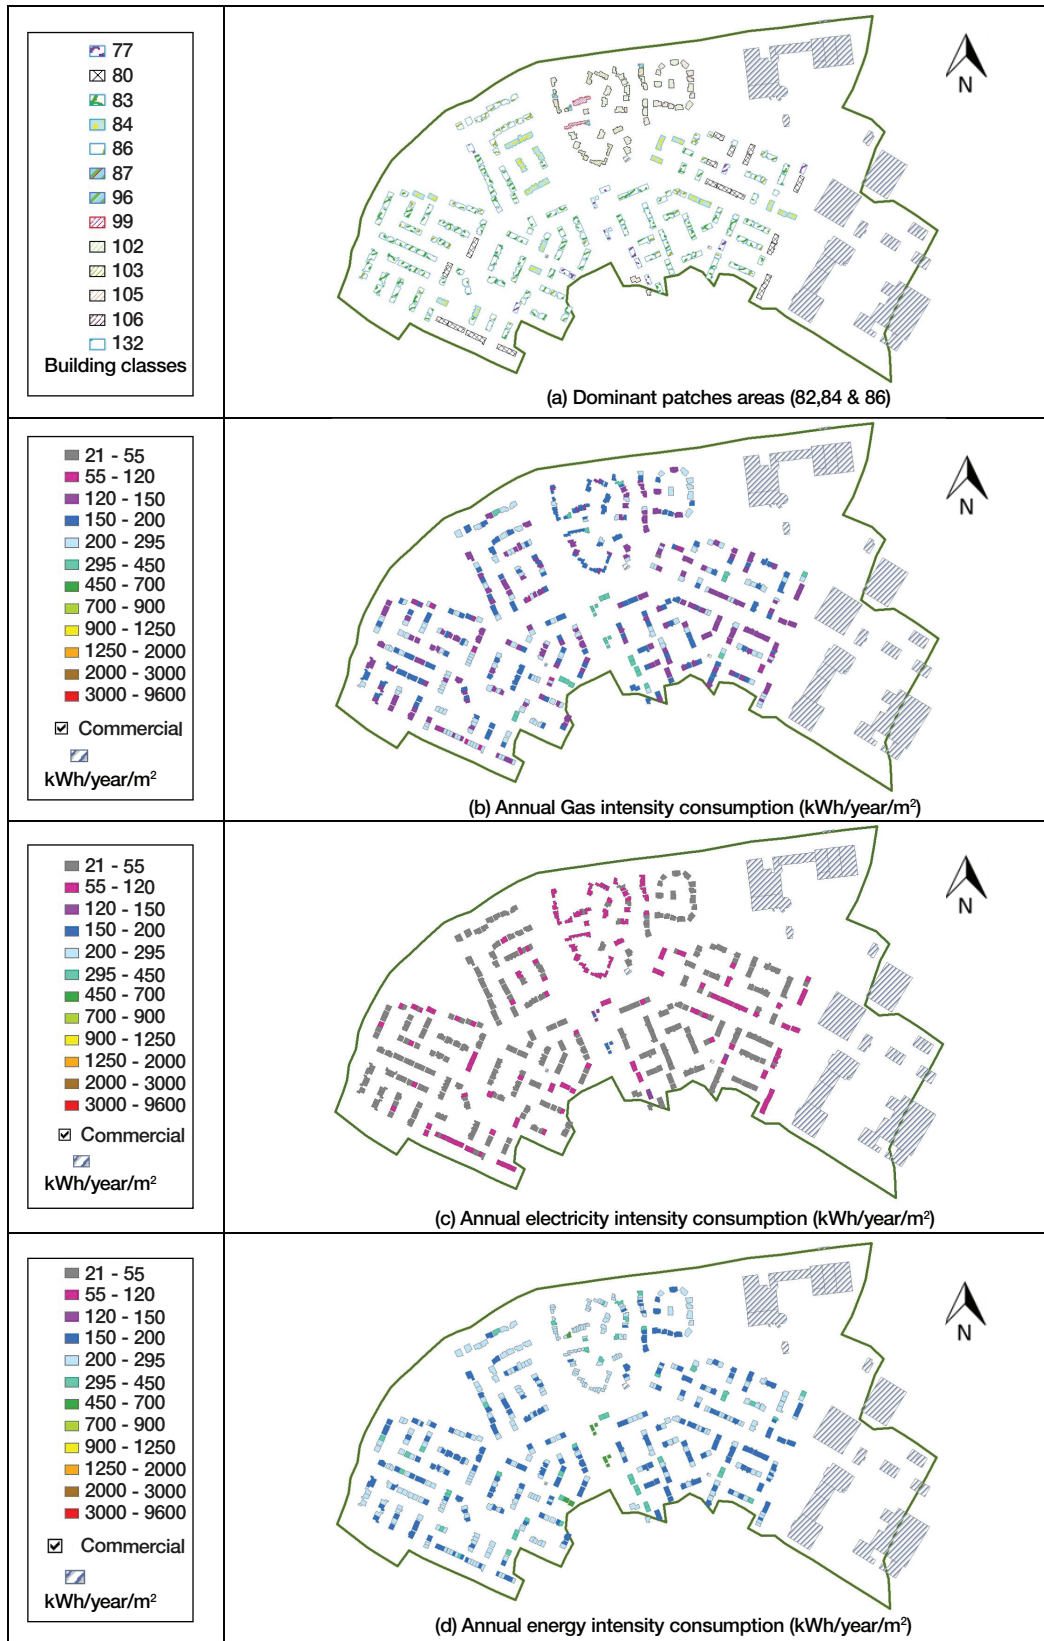 77
80
83
84
86
87
96
99
102
103
105
106
132
Building classes
N
(a) Dominant patches areas (82,84 & 86)
21 - 55
55 - 120
120 - 150
150 - 200
200 - 295
295 - 450
450 - 700
700 - 900
900 - 1250
1250 - 2000
2000 - 3000
3000 - 9600
Commercial
kWh/year/m²
N
(b) Annual Gas intensity consumption (kWh/year/m²)
21 - 55
55 - 120
120 - 150
150 - 200
200 - 295
295 - 450
450 - 700
700 - 900
900 - 1250
1250 - 2000
2000 - 3000
3000 - 9600
Commercial
kWh/year/m²
N
(c) Annual electricity intensity consumption (kWh/year/m²)
21 - 55
55 - 120
120 - 150
150 - 200
200 - 295
295 - 450
450 - 700
700 - 900
900 - 1250
1250 - 2000
2000 - 3000
3000 - 9600
Commercial
kWh/year/m²
N
(d) Annual energy intensity consumption (kWh/year/m²)